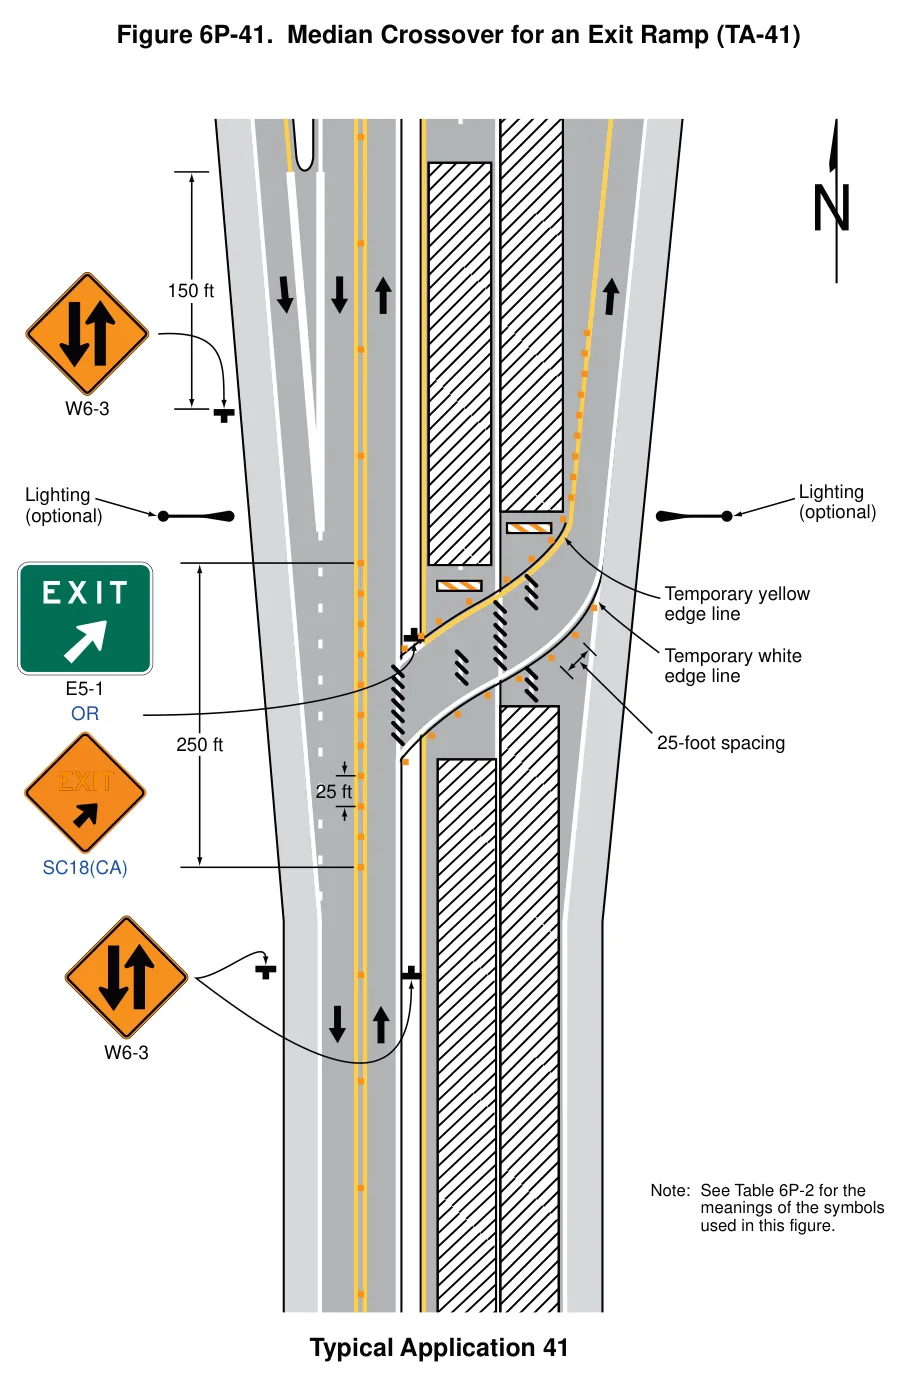 Figure 6P-41. Median Crossover for an Exit Ramp (TA-41)
N
150 ft
W6-3
Lighting
(optional)
Lighting
(optional)
EXIT
E5-1
OR
Temporary yellow
edge line
Temporary white
edge line
250 ft
25-foot spacing
EXIT
25 ft
SC18(CA)
W6-3
Note: See Table 6P-2 for the
meanings of the symbols
used in this figure.
Typical Application 41